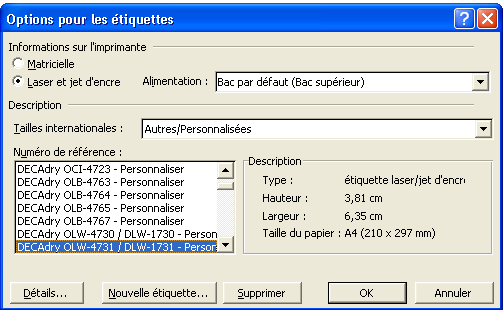 Options pour les étiquettes
Informations sur l'imprimante
Matricielle
Laser et jet d'encre
Alimentation :
Bac par défaut (Bac supérieur)
Description
Tailles internationales :
Autres/Personnalisées
Numéro de référence :
DECAdry OCI-4723 - Personnaliser
DECAdry OLB-4763 - Personnaliser
DECAdry OLB-4764 - Personnaliser
DECAdry OLB-4765 - Personnaliser
DECAdry OLB-4767 - Personnaliser
DECAdry OLW-4730 / DLW-1730 - Person
DECAdry OLW-4731 / DLW-1731 - Person
Description
Type : étiquette laser/jet d'encre
Hauteur : 3,81 cm
Largeur : 6,35 cm
Taille du papier : A4 (210 x 297 mm)
Détails...
Nouvelle étiquette...
Supprimer
OK
Annuler